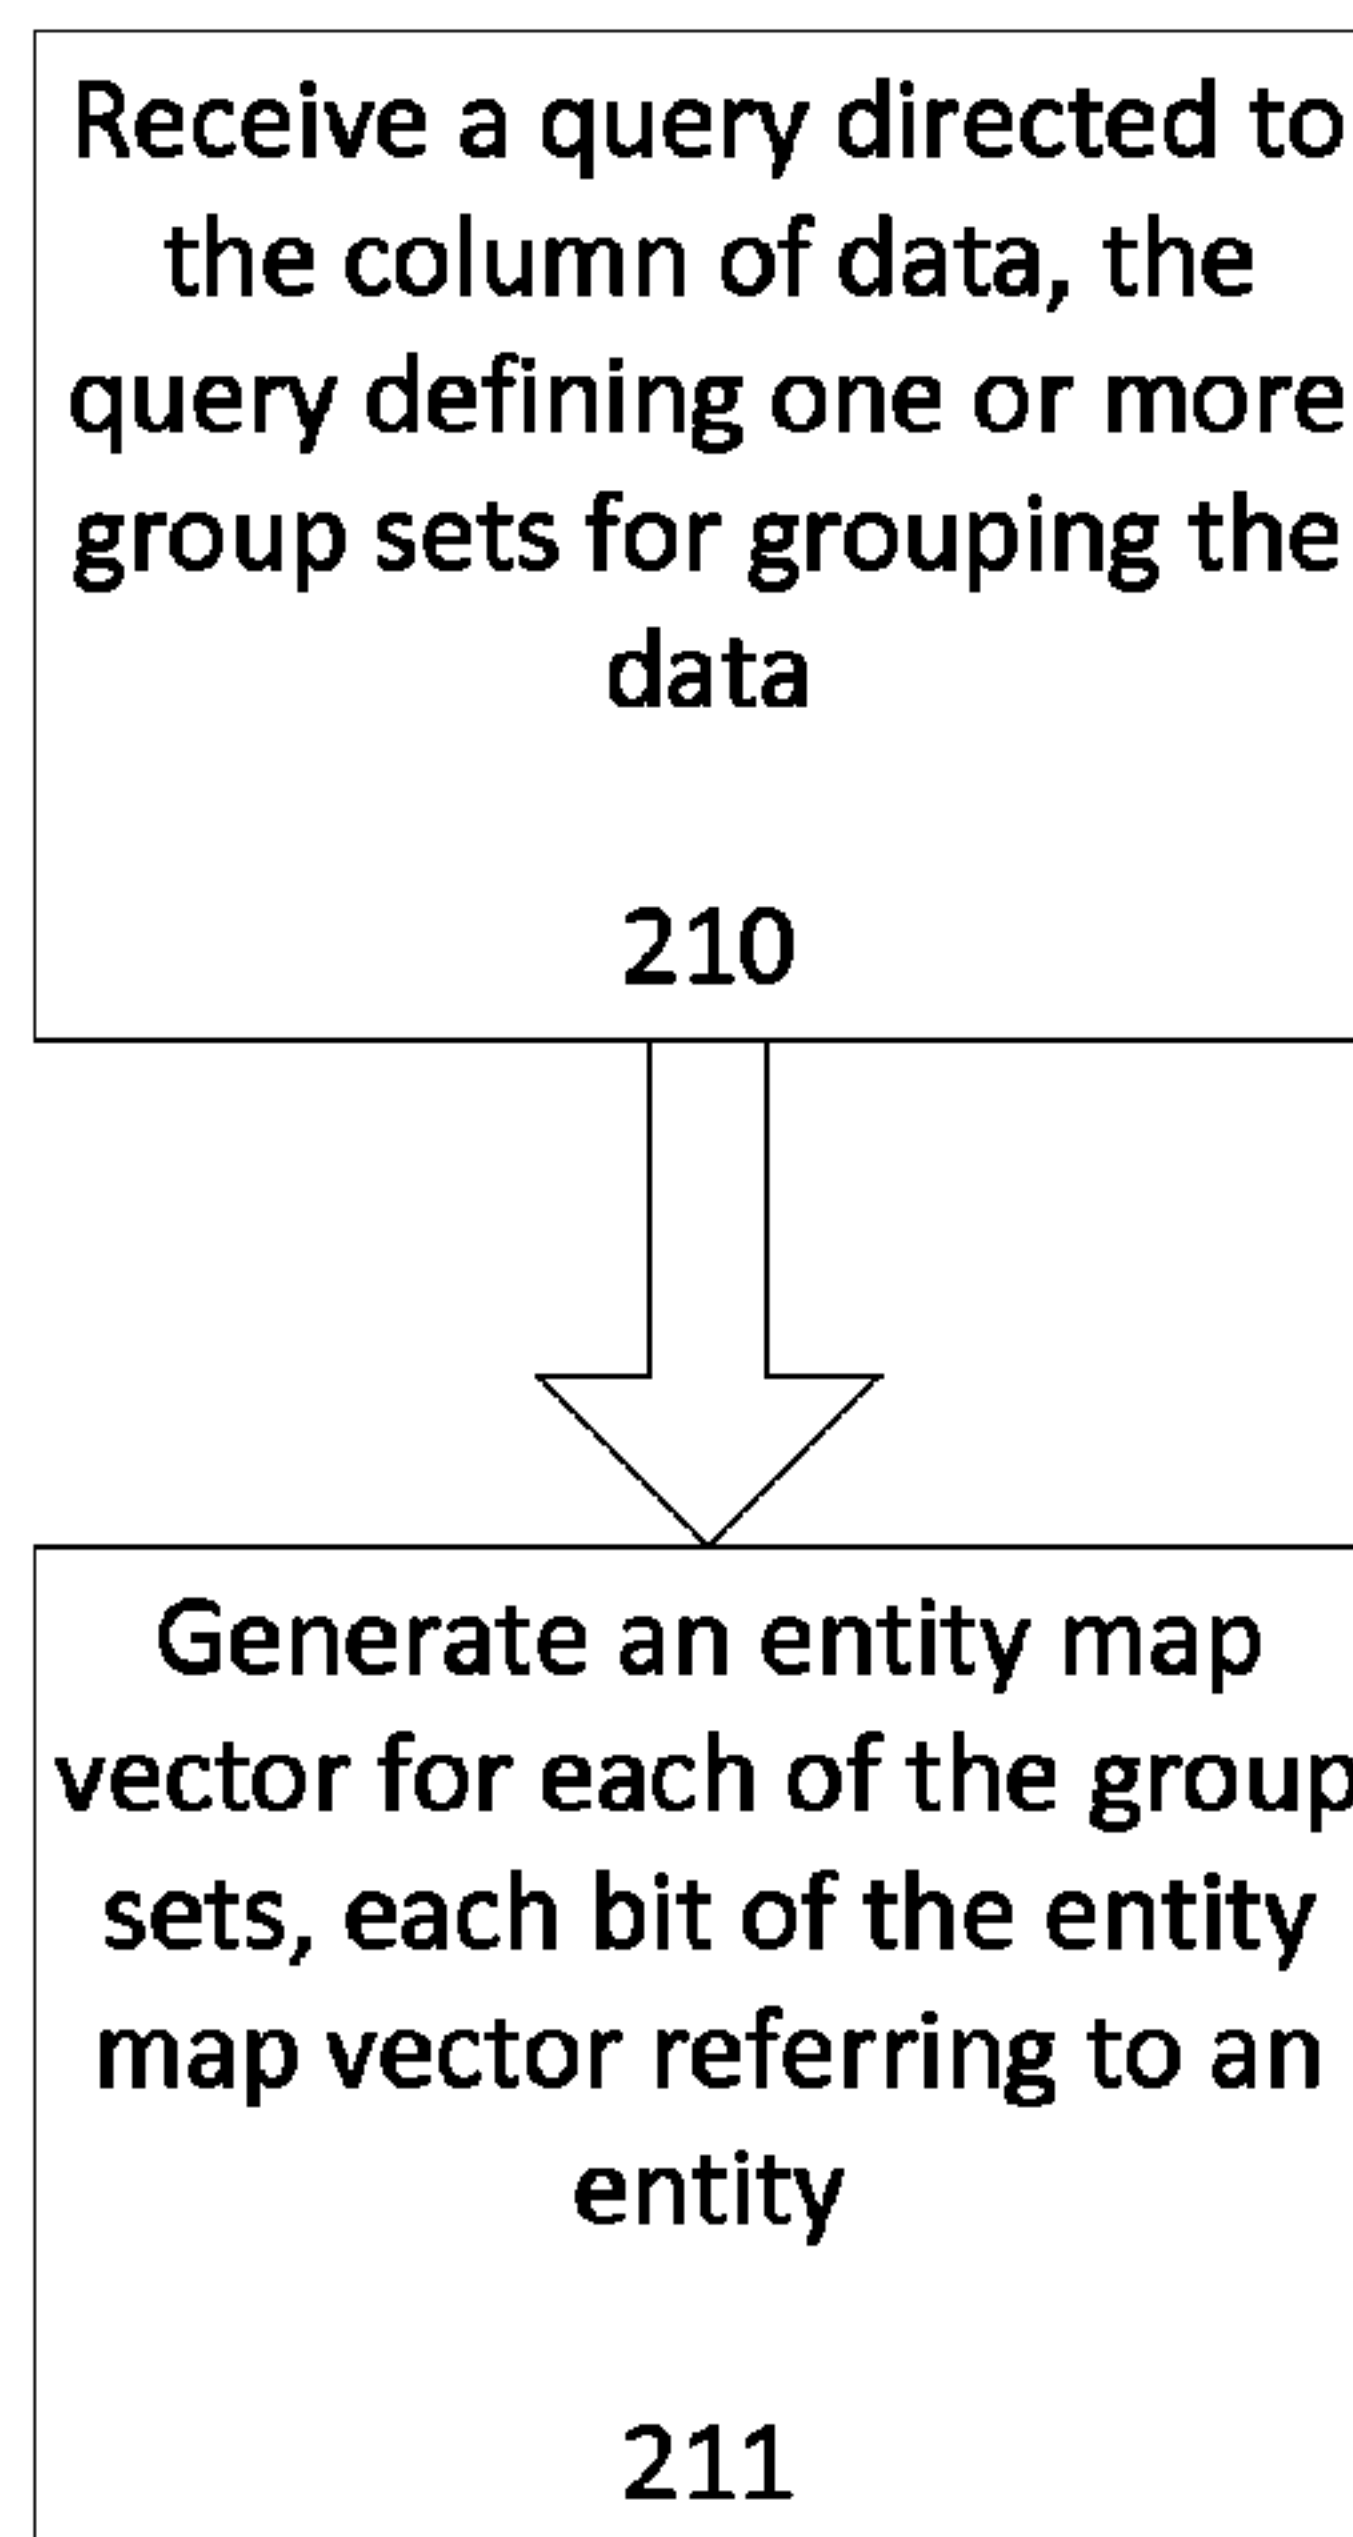 Receive a query directed to
the column of data, the
query defining one or more
group sets for grouping the
data
210
Generate an entity map
vector for each of the group
sets, each bit of the entity
map vector referring to an
entity
211